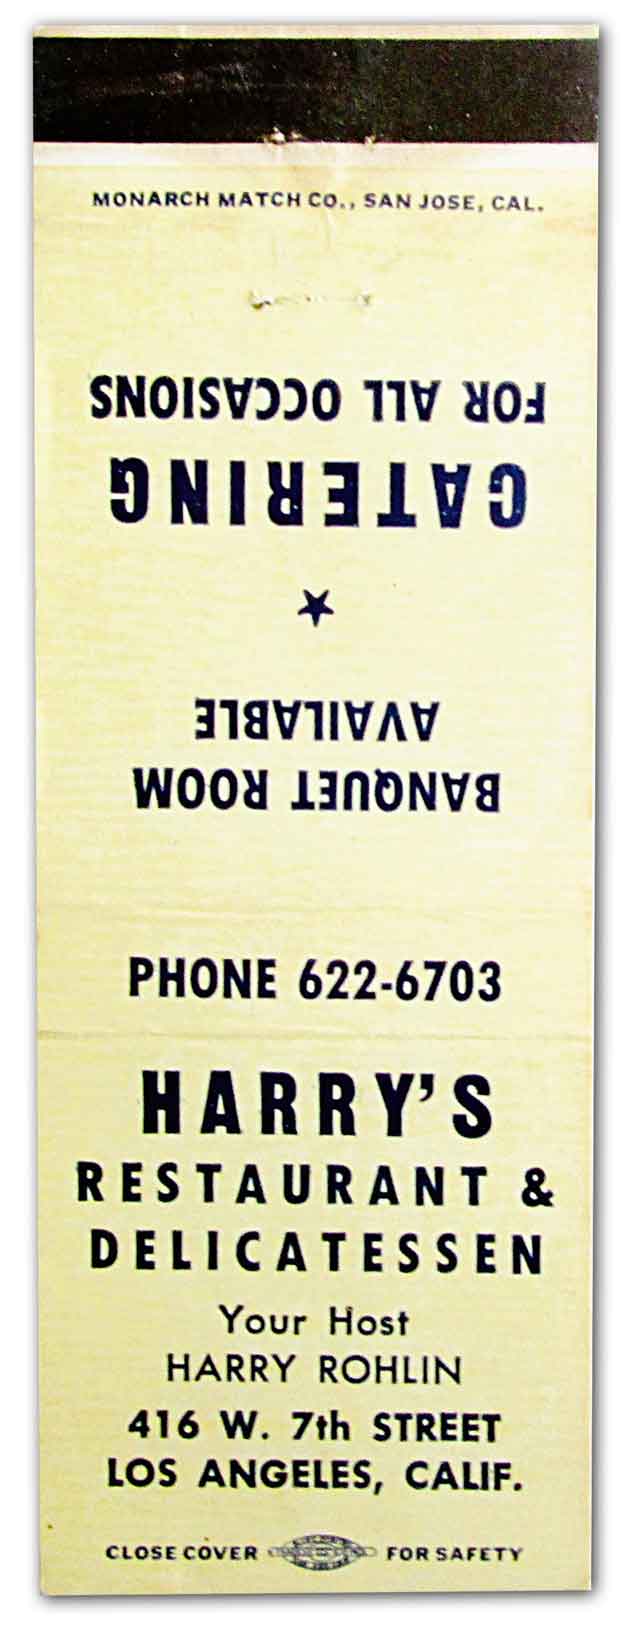 MONARCH MATCH CO., SAN JOSE, CAL.
BANQUET ROOM
AVAILABLE
CATERING
FOR ALL OCCASIONS
PHONE 622-6703
HARRY'S
RESTAURANT &
DELICATESSEN
Your Host
HARRY ROHLIN
416 W. 7th STREET
LOS ANGELES, CALIF.
CLOSE COVER FOR SAFETY